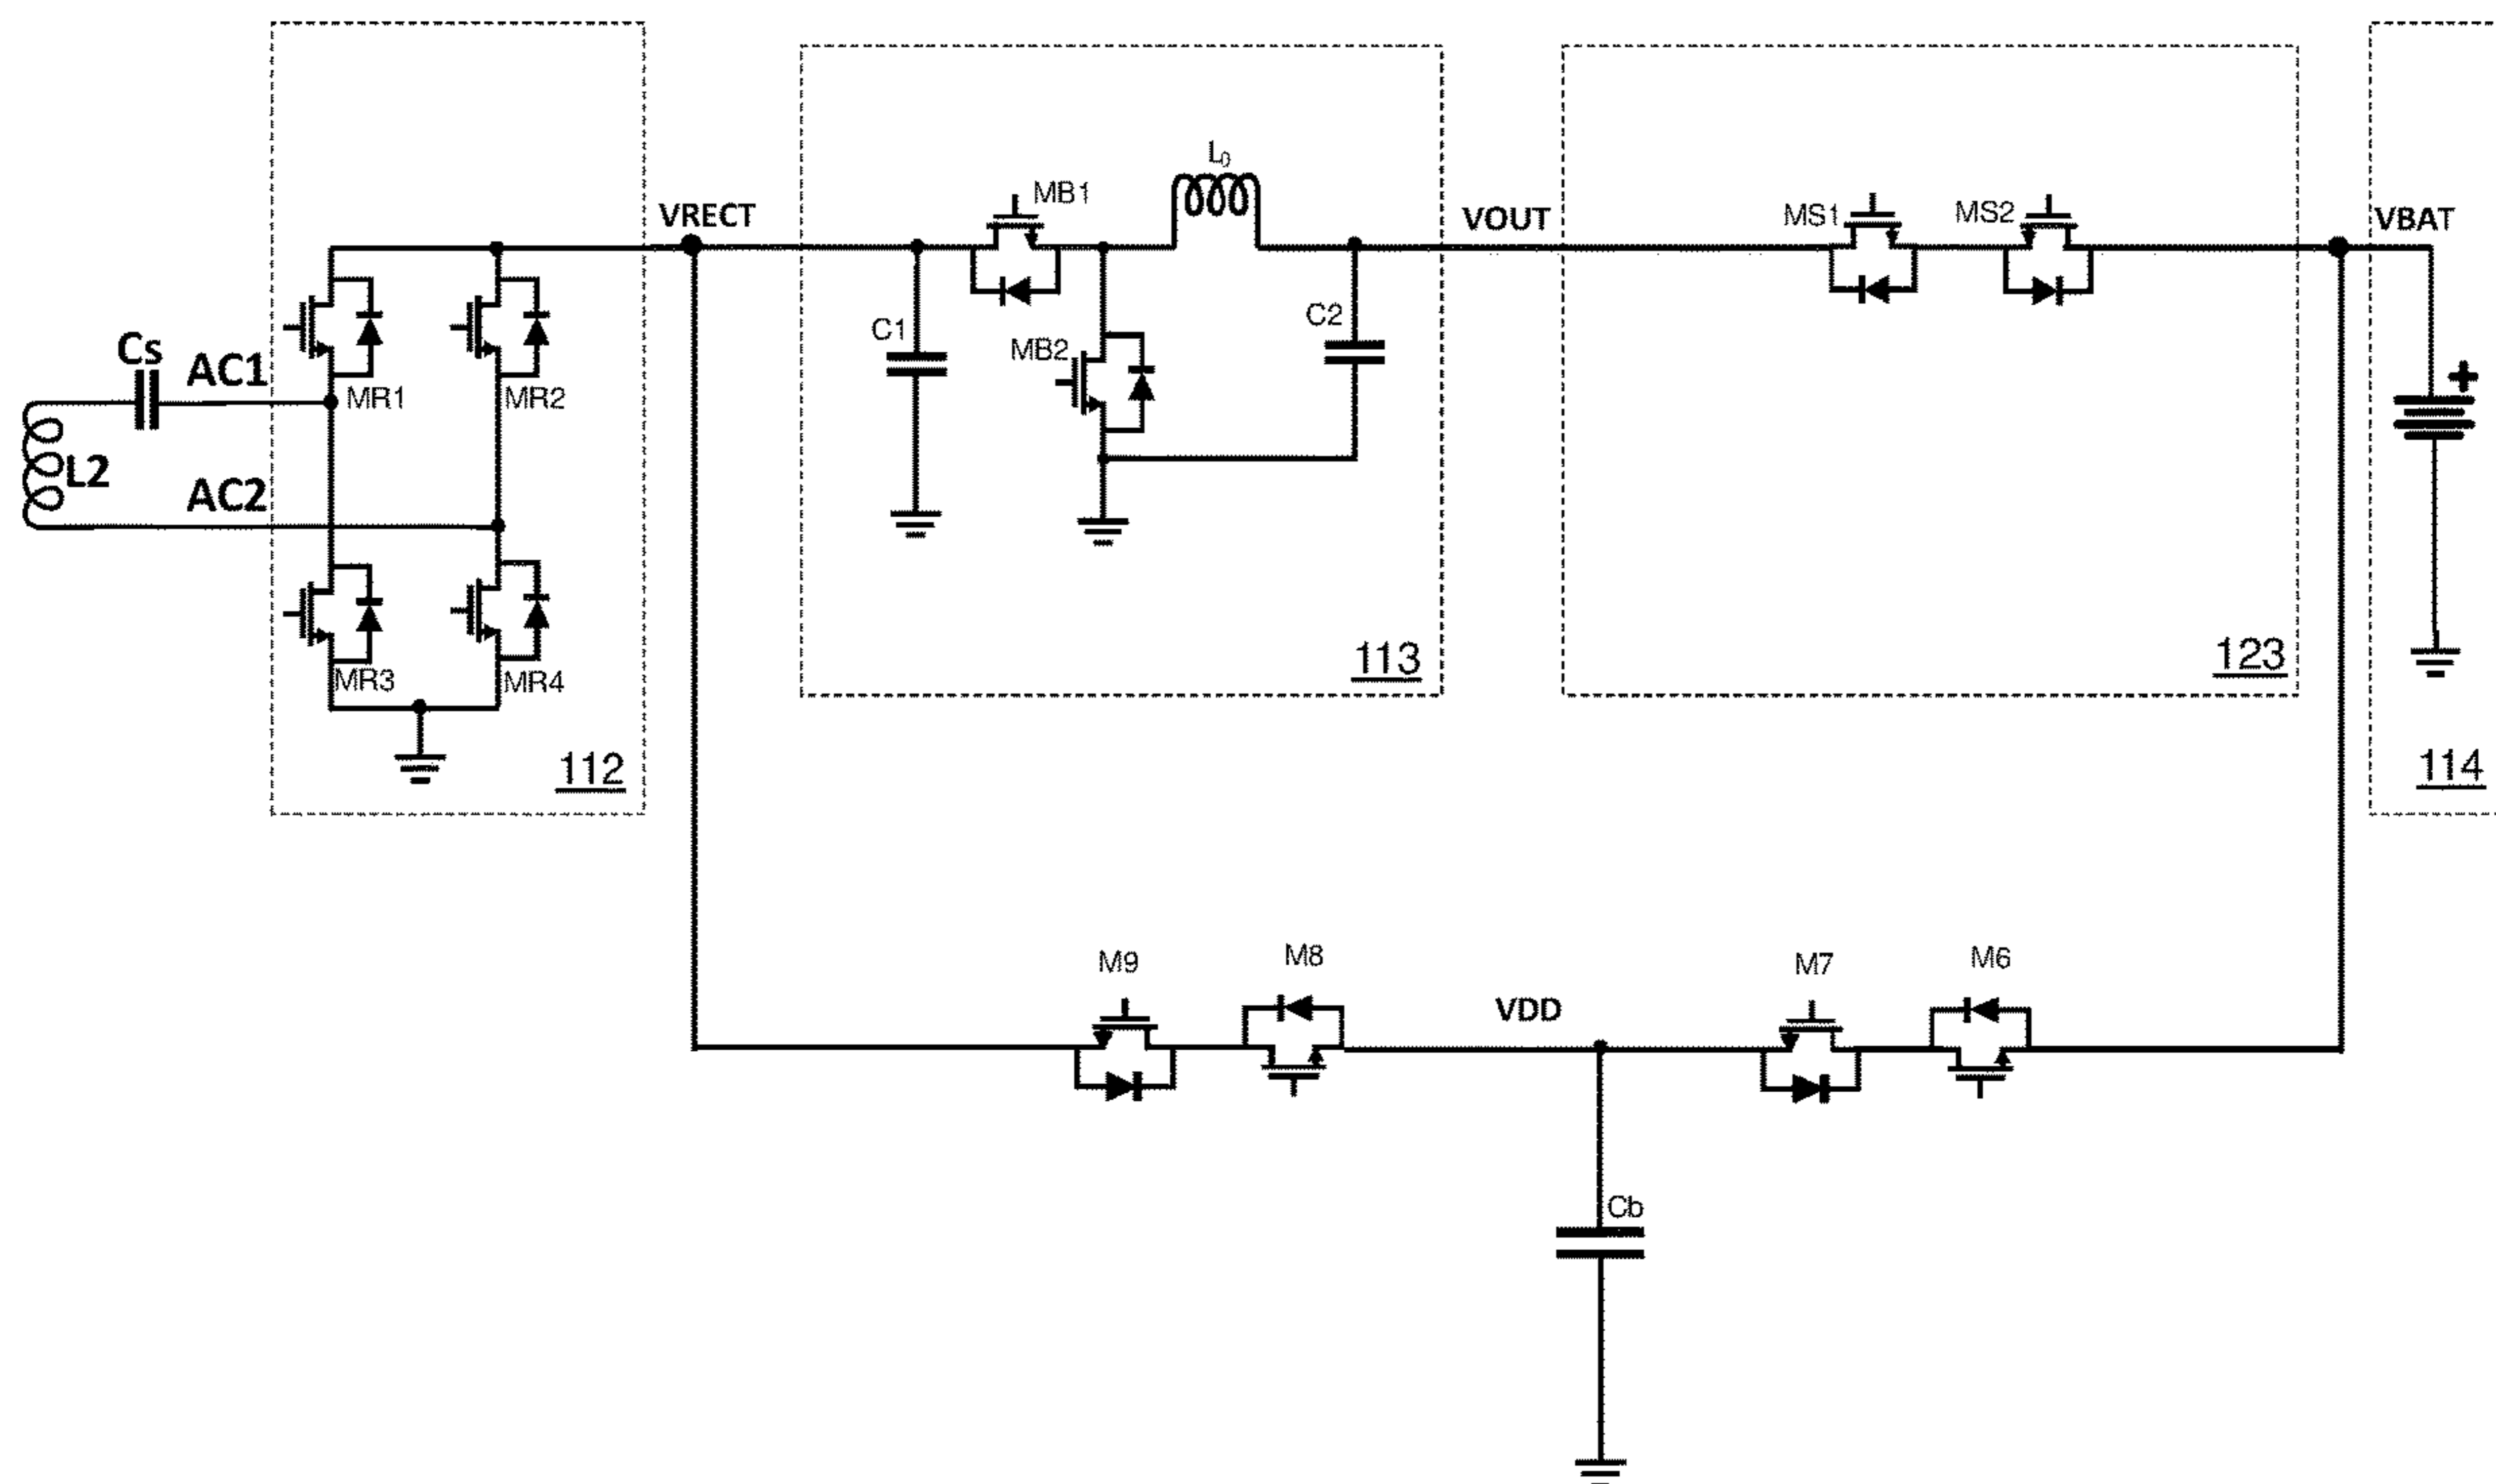 L0
MB1
VRECT
VOUT
MS1
MS2
VBAT
C1
C2
MB2
Cs
AC1
MR1
MR2
+
L2
AC2
113
123
MR3
MR4
112
114
M9
M8
M7
M6
VDD
Cb